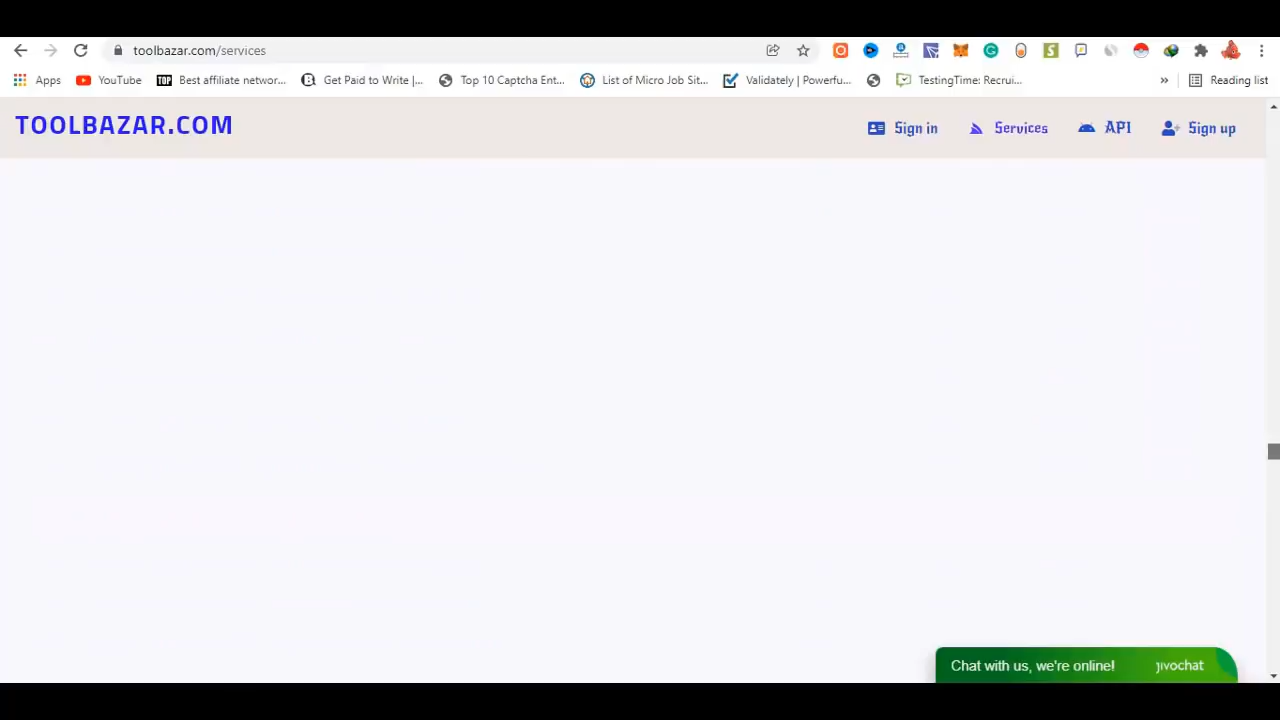 toolbazar.com/services
Apps YouTube Best affiliate networ... Get Paid to Write |... Top 10 Captcha Ent... List of Micro Job Sit... Validately | Powerfu... TestingTime: Recrui... » Reading list
TOOLBAZAR.COM Sign in Services API Sign up
Chat with us, we're online! jivochat